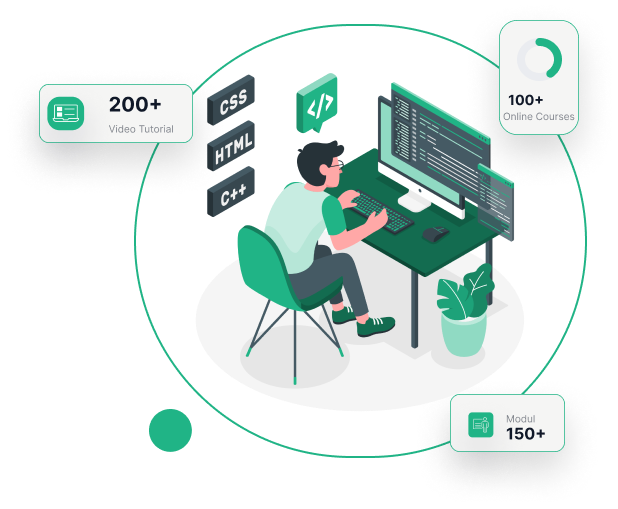 200+
Video Tutorial
100+
Online Courses
CSS
</>
HTML
C++
Modul
150+